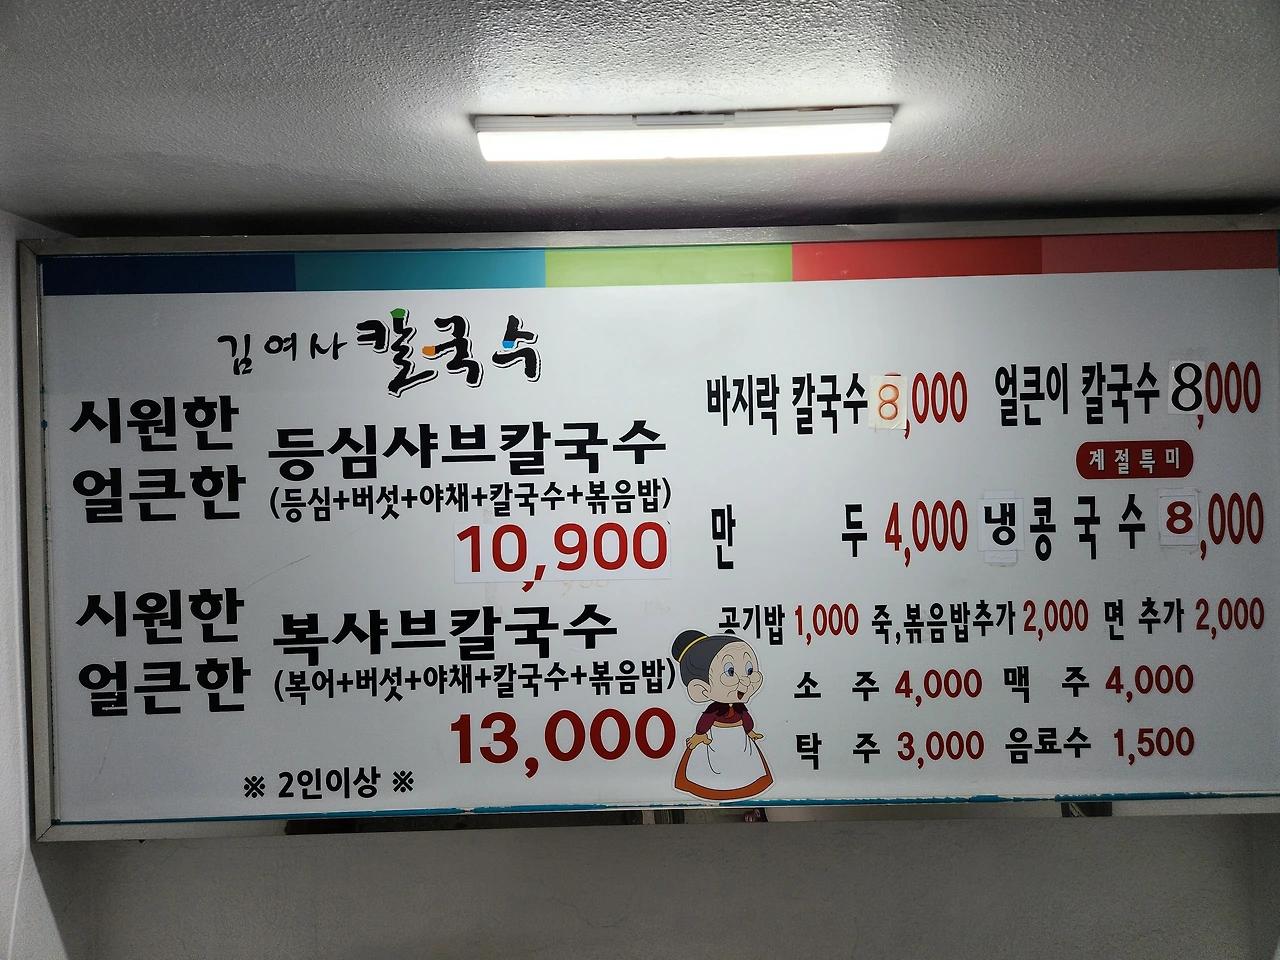 김여사 칼국수
시원한
얼큰한
등심샤브칼국수
(등심+버섯+야채+칼국수+볶음밥)
10,900
시원한
얼큰한
복샤브칼국수
(복어+버섯+야채+칼국수+볶음밥)
13,000
※ 2인이상 ※
바지락 칼국수 8,000 얼큰이 칼국수 8,000
계절특미
만 두 4,000 냉콩국수 8,000
공기밥 1,000 죽,볶음밥추가 2,000 면 추가 2,000
소 주 4,000 맥 주 4,000
탁 주 3,000 음료수 1,500